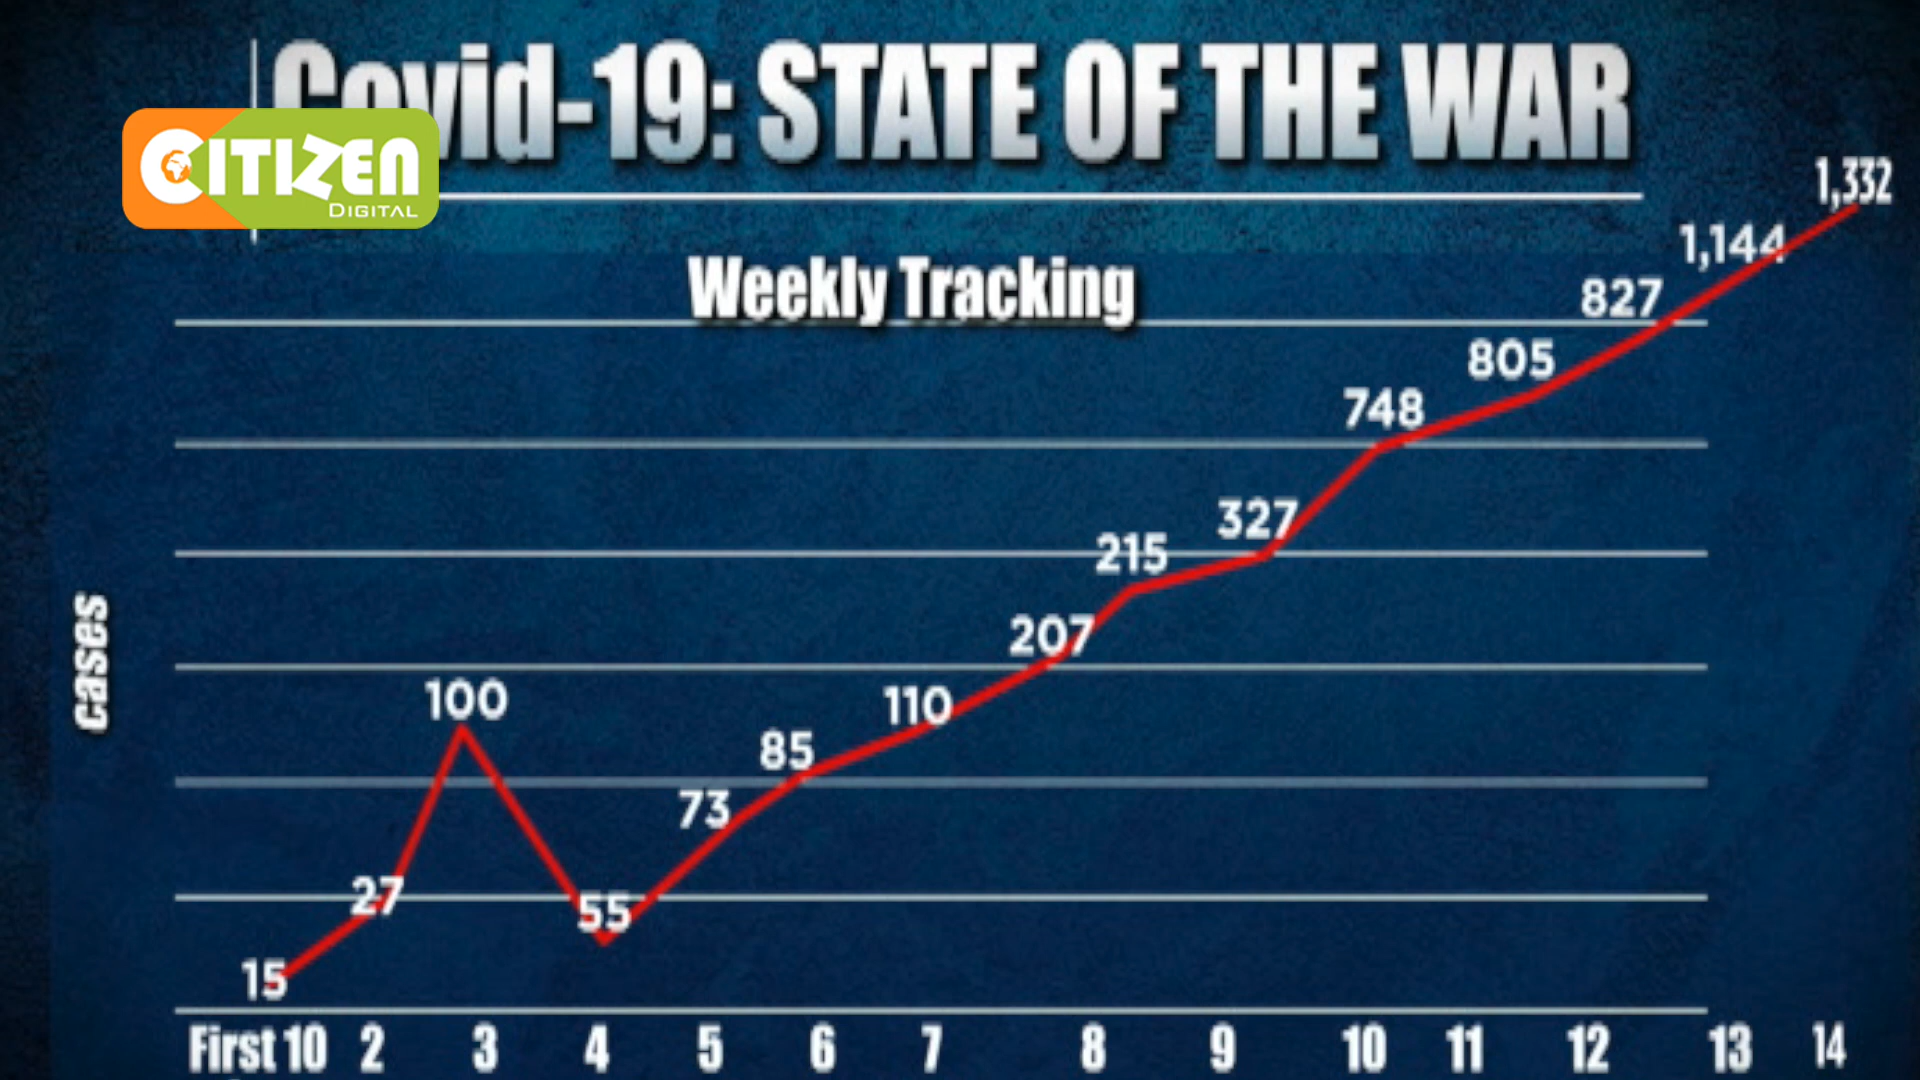 Covid-19: STATE OF THE WAR
CITIZEN
DIGITAL
Weekly Tracking
1,332
1,144
827
805
748
327
215
207
110
100
85
73
55
27
15
cases
First 10 2 3 4 5 6 7 8 9 10 11 12 13 14